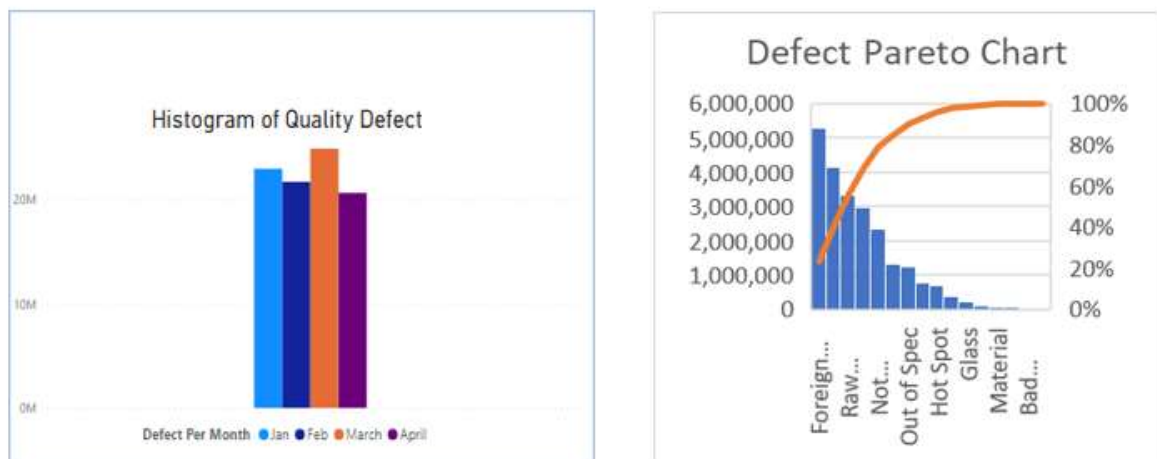 Histogram of Quality Defect
20M
10M
0M
Defect Per Month Jan Feb March April
Defect Pareto Chart
6,000,000 100%
5,000,000 80%
4,000,000 60%
3,000,000 40%
2,000,000 20%
1,000,000 0%
0
Foreign...
Raw...
Not...
Out of Spec
Hot Spot
Glass
Material
Bad...